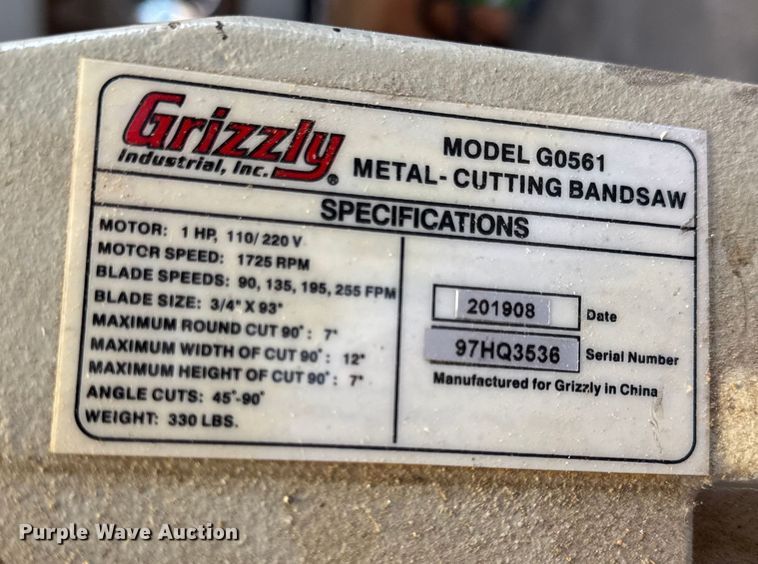 Grizzly
Industrial, Inc. ®
MODEL G0561
METAL- CUTTING BANDSAW
SPECIFICATIONS
MOTOR: 1 HP, 110/220 V
MOTOR SPEED: 1725 RPM
BLADE SPEEDS: 90, 135, 195, 255 FPM
BLADE SIZE: 3/4" X 93"
MAXIMUM ROUND CUT 90°: 7"
MAXIMUM WIDTH OF CUT 90°: 12"
MAXIMUM HEIGHT OF CUT 90°: 7"
ANGLE CUTS: 45°-90°
WEIGHT: 330 LBS.
201908 Date
97HQ3536 Serial Number
Manufactured for Grizzly in China
Purple Wave Auction